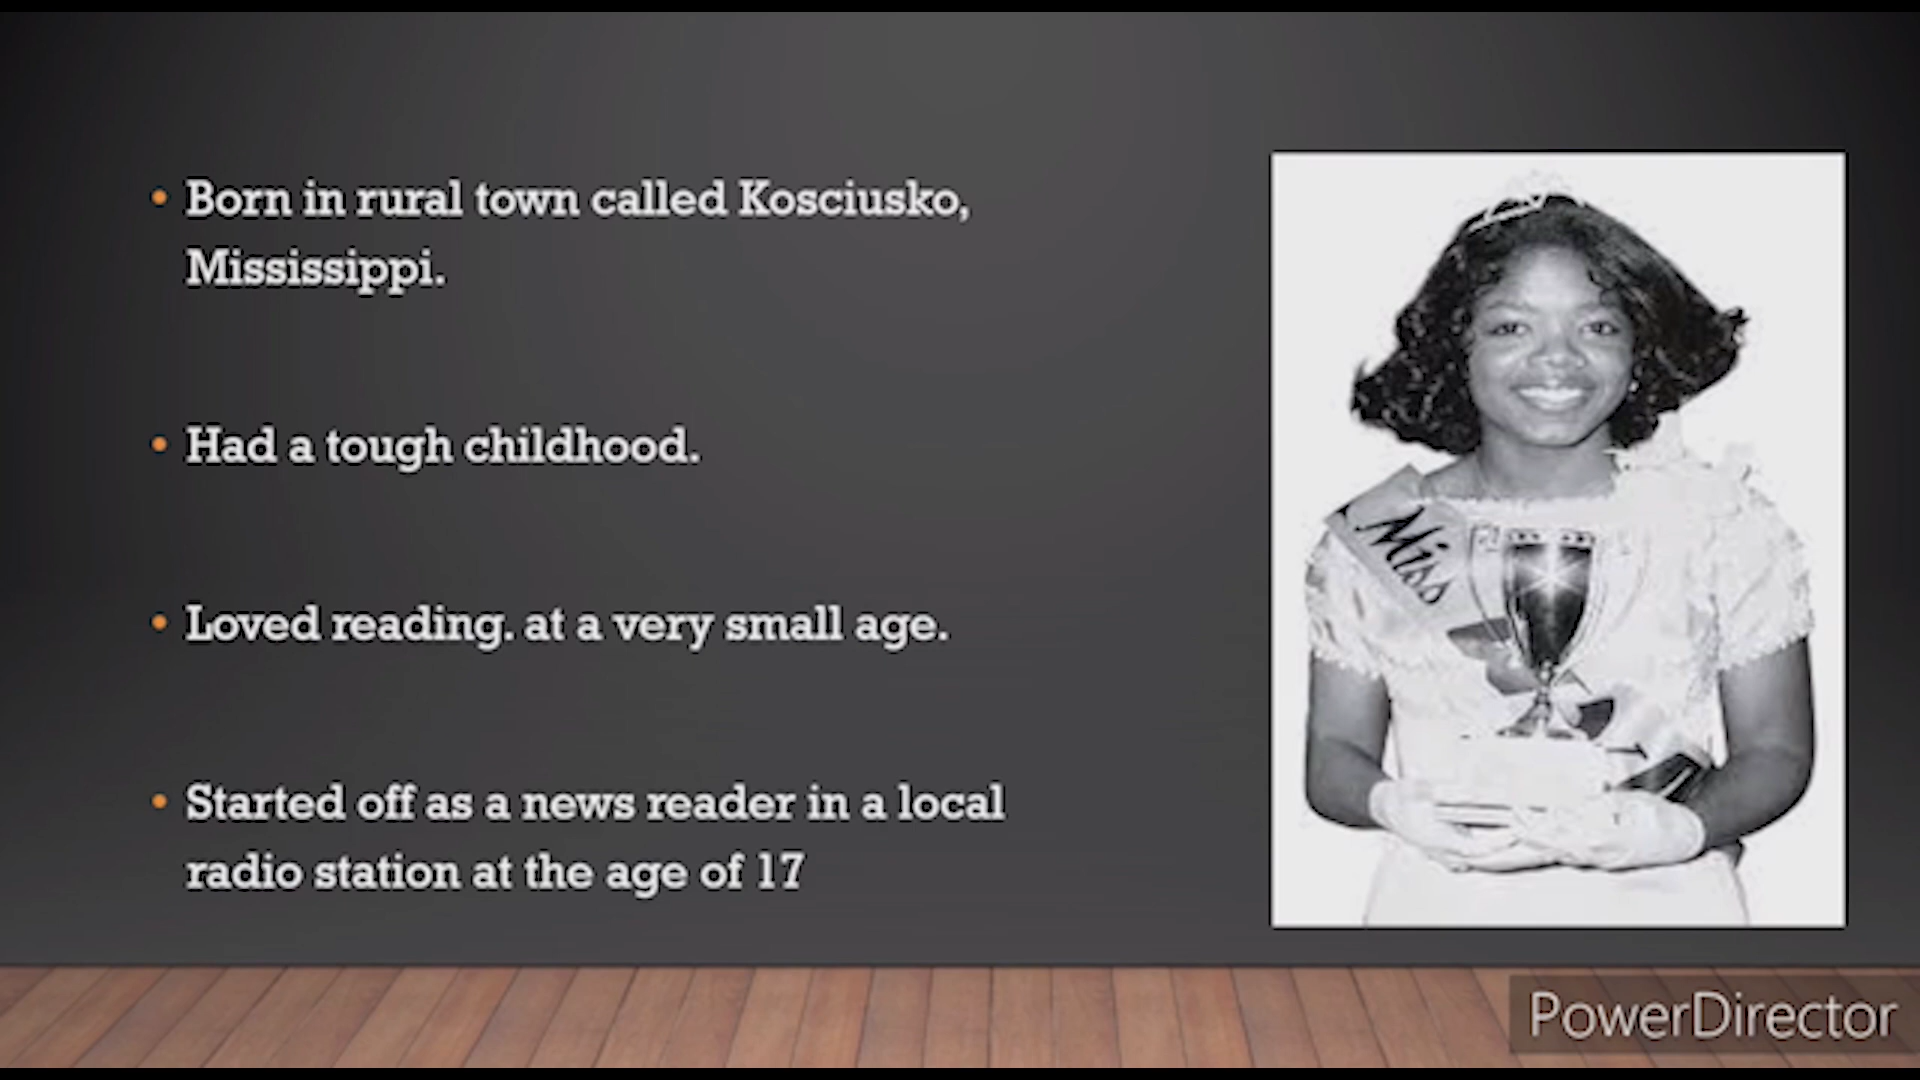 • Born in rural town called Kosciusko,
Mississippi.
• Had a tough childhood.
• Loved reading. at a very small age.
• Started off as a news reader in a local
radio station at the age of 17
Miss
PowerDirector